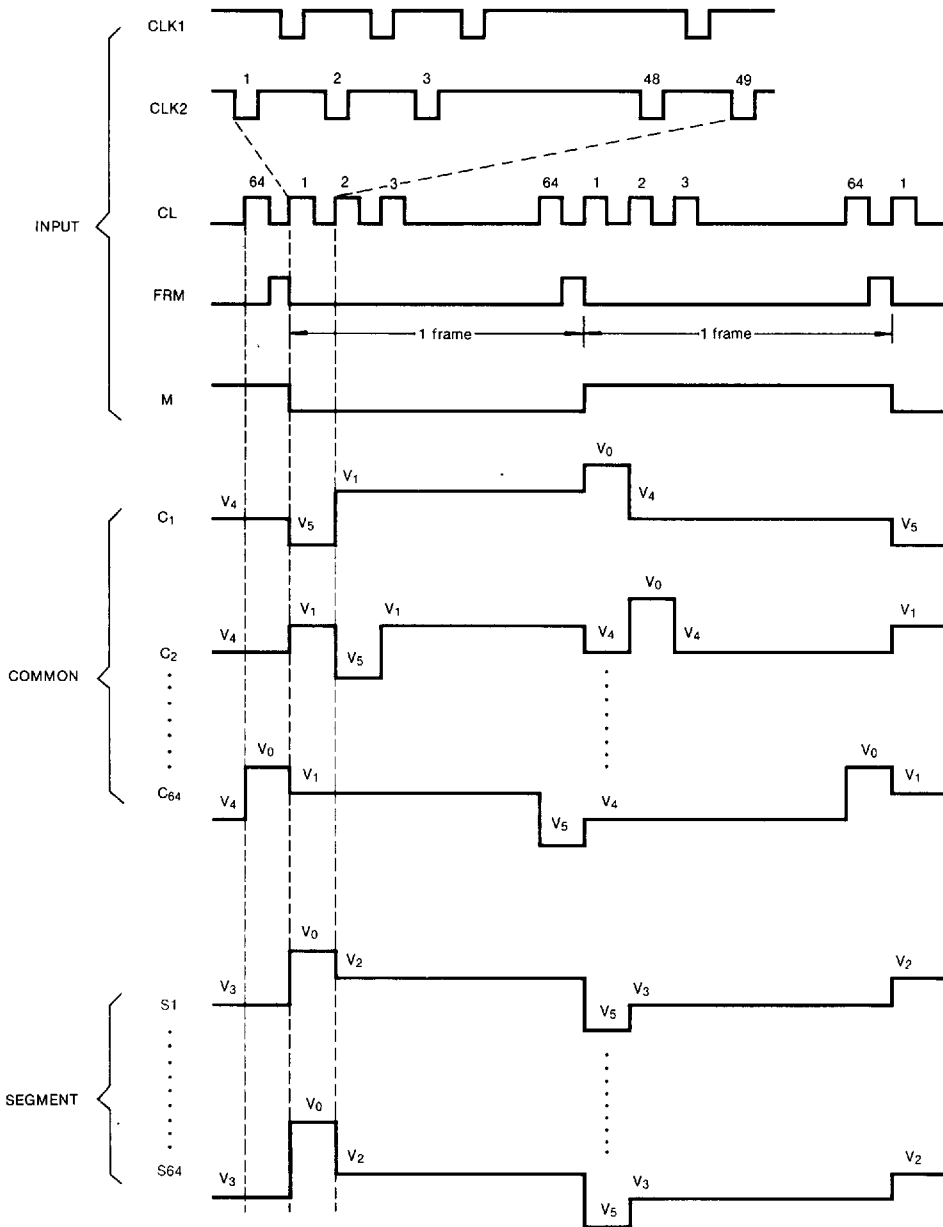 CLK1
1 2 3 48 49
CLK2
64 1 2 3 64 1 2 3 64 1
CL
INPUT
FRM
1 frame 1 frame
M
V0
V1
V4 V5 V4 V5
C1
V0
V1 V1 V1
V4 V4 V4
C2 V5
COMMON
V0 V0
V1 V1
C64
V4 V5 V4
V0
V2 V2
V3 V3
S1 V5
SEGMENT
V0
V2 V2
S64
V3 V3
V5